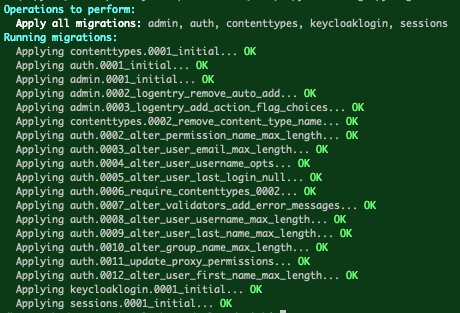 Operations to perform:
Apply all migrations: admin, auth, contenttypes, keycloaklogin, sessions
Running migrations:
Applying contenttypes.0001_initial... OK
Applying auth.0001_initial... OK
Applying admin.0001_initial... OK
Applying admin.0002_logentry_remove_auto_add... OK
Applying admin.0003_logentry_add_action_flag_choices... OK
Applying contenttypes.0002_remove_content_type_name... OK
Applying auth.0002_alter_permission_name_max_length... OK
Applying auth.0003_alter_user_email_max_length... OK
Applying auth.0004_alter_user_username_opts... OK
Applying auth.0005_alter_user_last_login_null... OK
Applying auth.0006_require_contenttypes_0002... OK
Applying auth.0007_alter_validators_add_error_messages... OK
Applying auth.0008_alter_user_username_max_length... OK
Applying auth.0009_alter_user_last_name_max_length... OK
Applying auth.0010_alter_group_name_max_length... OK
Applying auth.0011_update_proxy_permissions... OK
Applying auth.0012_alter_user_first_name_max_length... OK
Applying keycloaklogin.0001_initial... OK
Applying sessions.0001_initial... OK